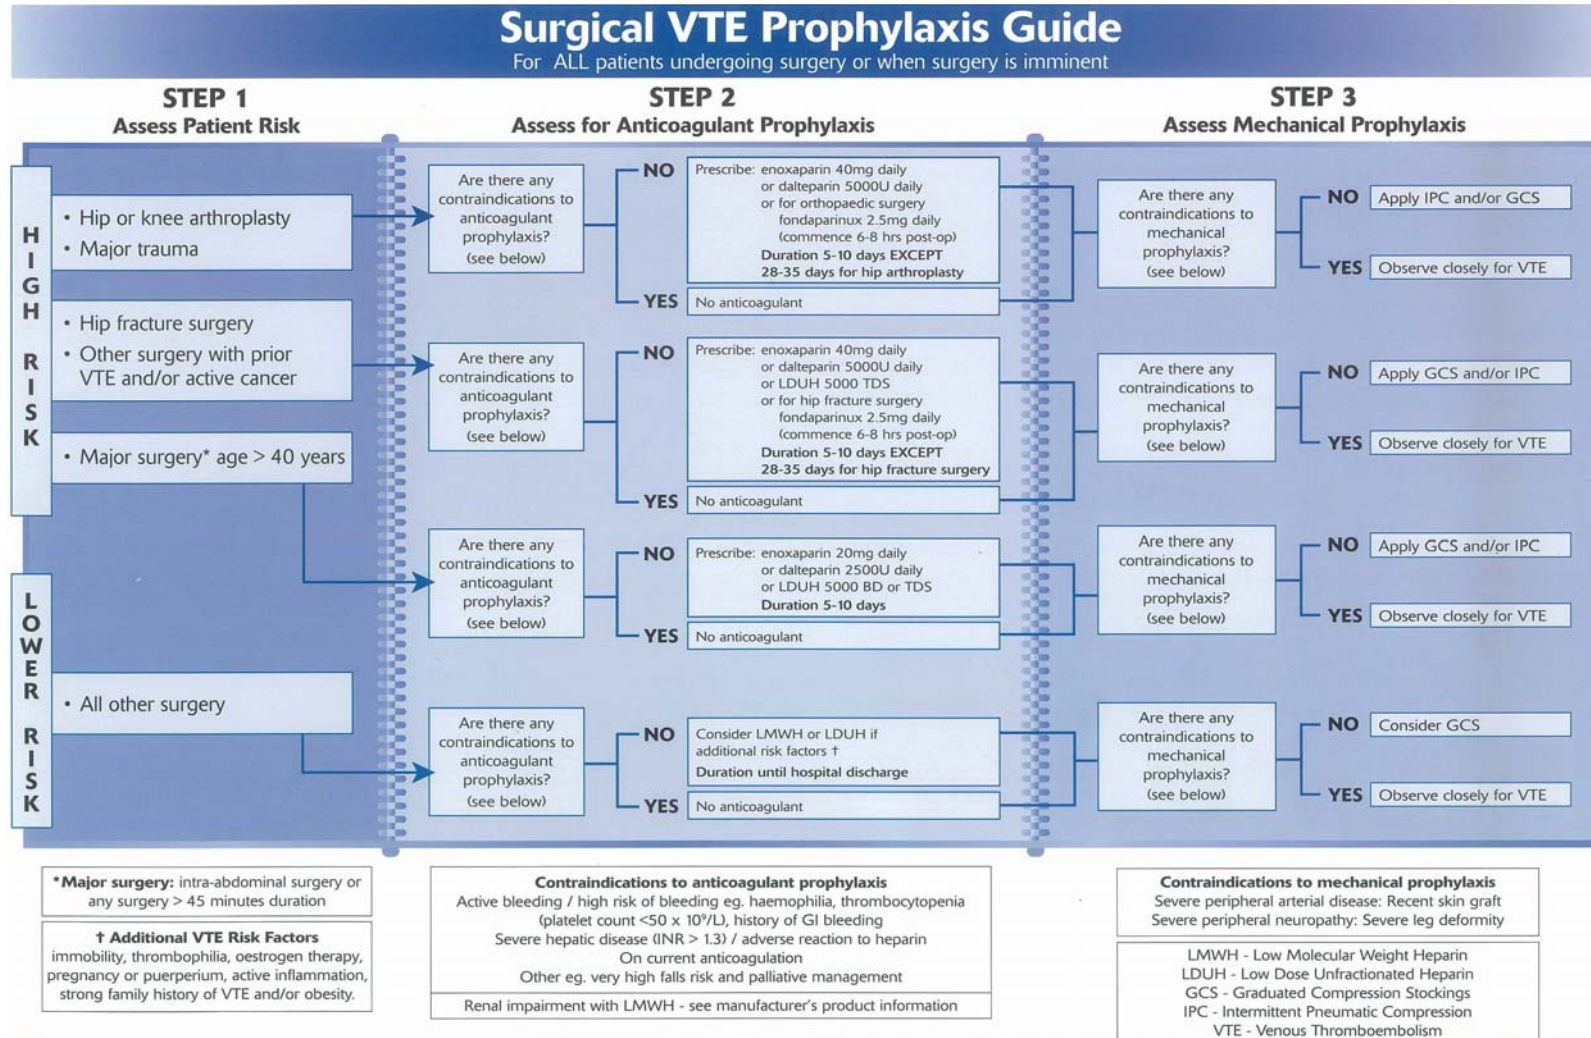 Surgical VTE Prophylaxis Guide
For ALL patients undergoing surgery or when surgery is imminent
STEP 1
Assess Patient Risk
HIGH RISK
• Hip or knee arthroplasty
• Major trauma
• Hip fracture surgery
• Other surgery with prior
VTE and/or active cancer
• Major surgery* age > 40 years
LOWER RISK
• All other surgery
STEP 2
Assess for Anticoagulant Prophylaxis
Are there any
contraindications to
anticoagulant
prophylaxis?
(see below)
NO
Prescribe: enoxaparin 40mg daily
or dalteparin 5000U daily
or for orthopaedic surgery
fondaparinux 2.5mg daily
(commence 6-8 hrs post-op)
Duration 5-10 days EXCEPT
28-35 days for hip arthroplasty
YES
No anticoagulant
Are there any
contraindications to
anticoagulant
prophylaxis?
(see below)
NO
Prescribe: enoxaparin 40mg daily
or dalteparin 5000U daily
or LDUH 5000 TDS
or for hip fracture surgery
fondaparinux 2.5mg daily
(commence 6-8 hrs post-op)
Duration 5-10 days EXCEPT
28-35 days for hip fracture surgery
YES
No anticoagulant
Are there any
contraindications to
anticoagulant
prophylaxis?
(see below)
NO
Prescribe: enoxaparin 20mg daily
or dalteparin 2500U daily
or LDUH 5000 BD or TDS
Duration 5-10 days
YES
No anticoagulant
Are there any
contraindications to
anticoagulant
prophylaxis?
(see below)
NO
Consider LMWH or LDUH if
additional risk factors †
Duration until hospital discharge
YES
No anticoagulant
STEP 3
Assess Mechanical Prophylaxis
Are there any
contraindications to
mechanical
prophylaxis?
(see below)
NO
Apply IPC and/or GCS
YES
Observe closely for VTE
Are there any
contraindications to
mechanical
prophylaxis?
(see below)
NO
Apply GCS and/or IPC
YES
Observe closely for VTE
Are there any
contraindications to
mechanical
prophylaxis?
(see below)
NO
Apply GCS and/or IPC
YES
Observe closely for VTE
Are there any
contraindications to
mechanical
prophylaxis?
(see below)
NO
Consider GCS
YES
Observe closely for VTE
*Major surgery: intra-abdominal surgery or
any surgery > 45 minutes duration
† Additional VTE Risk Factors
immobility, thrombophilia, oestrogen therapy,
pregnancy or puerperium, active inflammation,
strong family history of VTE and/or obesity.
Contraindications to anticoagulant prophylaxis
Active bleeding / high risk of bleeding eg. haemophilia, thrombocytopenia
(platelet count <50 x 10⁹/L), history of GI bleeding
Severe hepatic disease (INR > 1.3) / adverse reaction to heparin
On current anticoagulation
Other eg. very high falls risk and palliative management
Renal impairment with LMWH - see manufacturer's product information
Contraindications to mechanical prophylaxis
Severe peripheral arterial disease: Recent skin graft
Severe peripheral neuropathy: Severe leg deformity
LMWH - Low Molecular Weight Heparin
LDUH - Low Dose Unfractionated Heparin
GCS - Graduated Compression Stockings
IPC - Intermittent Pneumatic Compression
VTE - Venous Thromboembolism